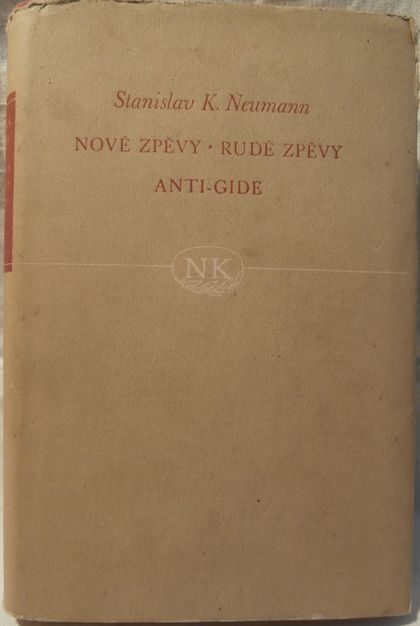 Stanislav K. Neumann
NOVÉ ZPĚVY · RUDÉ ZPĚVY
ANTI-GIDE
NK